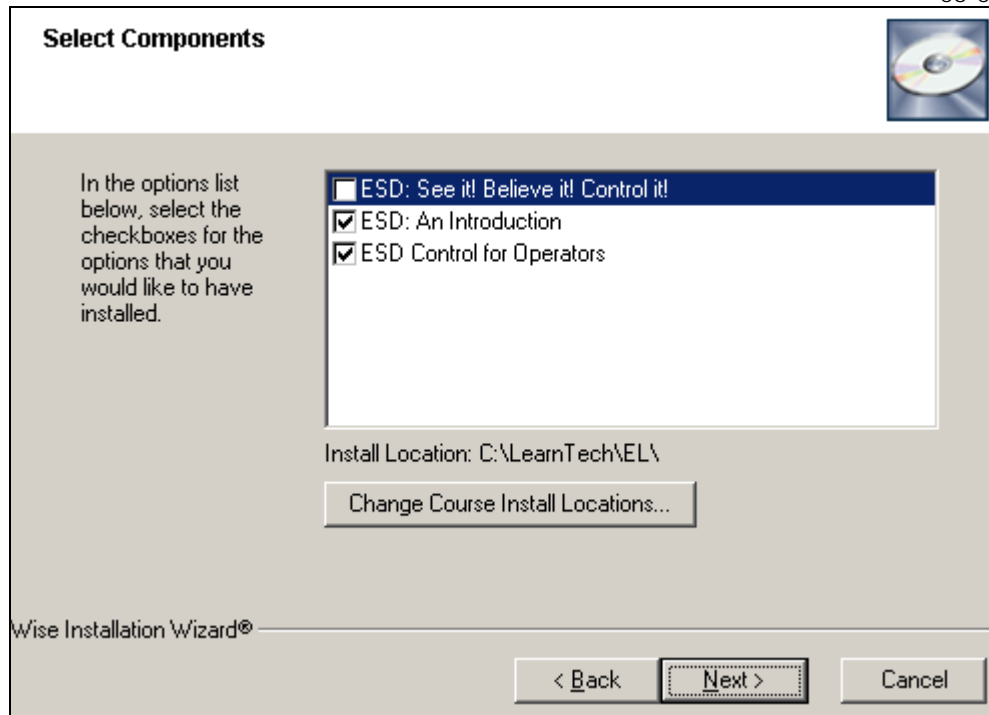 Select Components
In the options list
below, select the
checkboxes for the
options that you
would like to have
installed.
ESD: See it! Believe it! Control it!
ESD: An Introduction
ESD Control for Operators
Install Location: C:\LearnTech\EL\
Change Course Install Locations...
Wise Installation Wizard®
< Back
Next >
Cancel